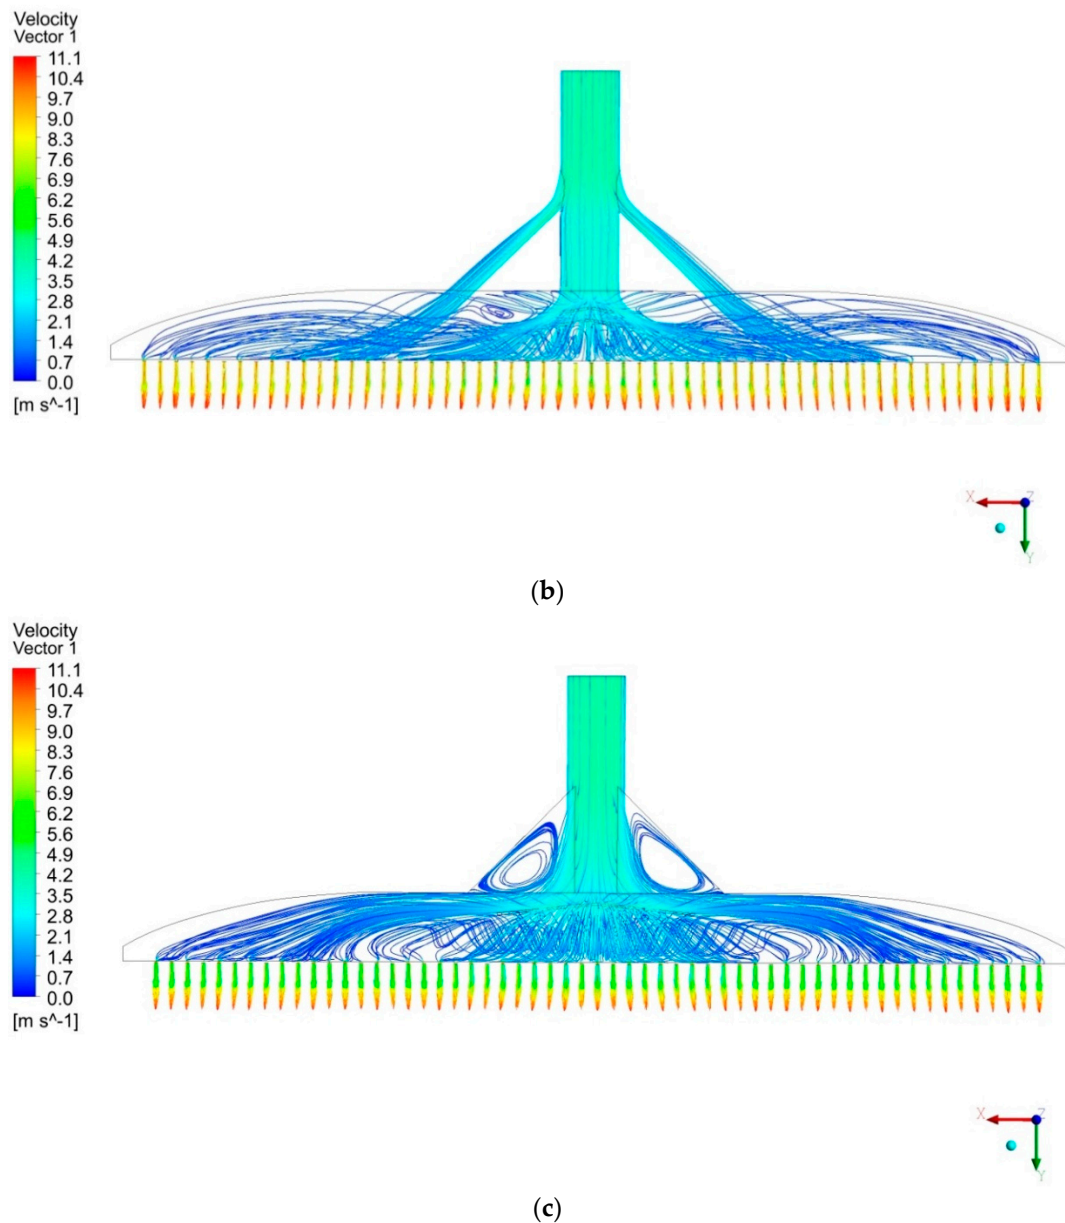 Velocity
Vector 1
11.1
10.4
9.7
9.0
8.3
7.6
6.9
6.2
5.6
4.9
4.2
3.5
2.8
2.1
1.4
0.7
0.0
[m s^-1]
X
Z
Y
(b)
Velocity
Vector 1
11.1
10.4
9.7
9.0
8.3
7.6
6.9
6.2
5.6
4.9
4.2
3.5
2.8
2.1
1.4
0.7
0.0
[m s^-1]
X
Z
Y
(c)